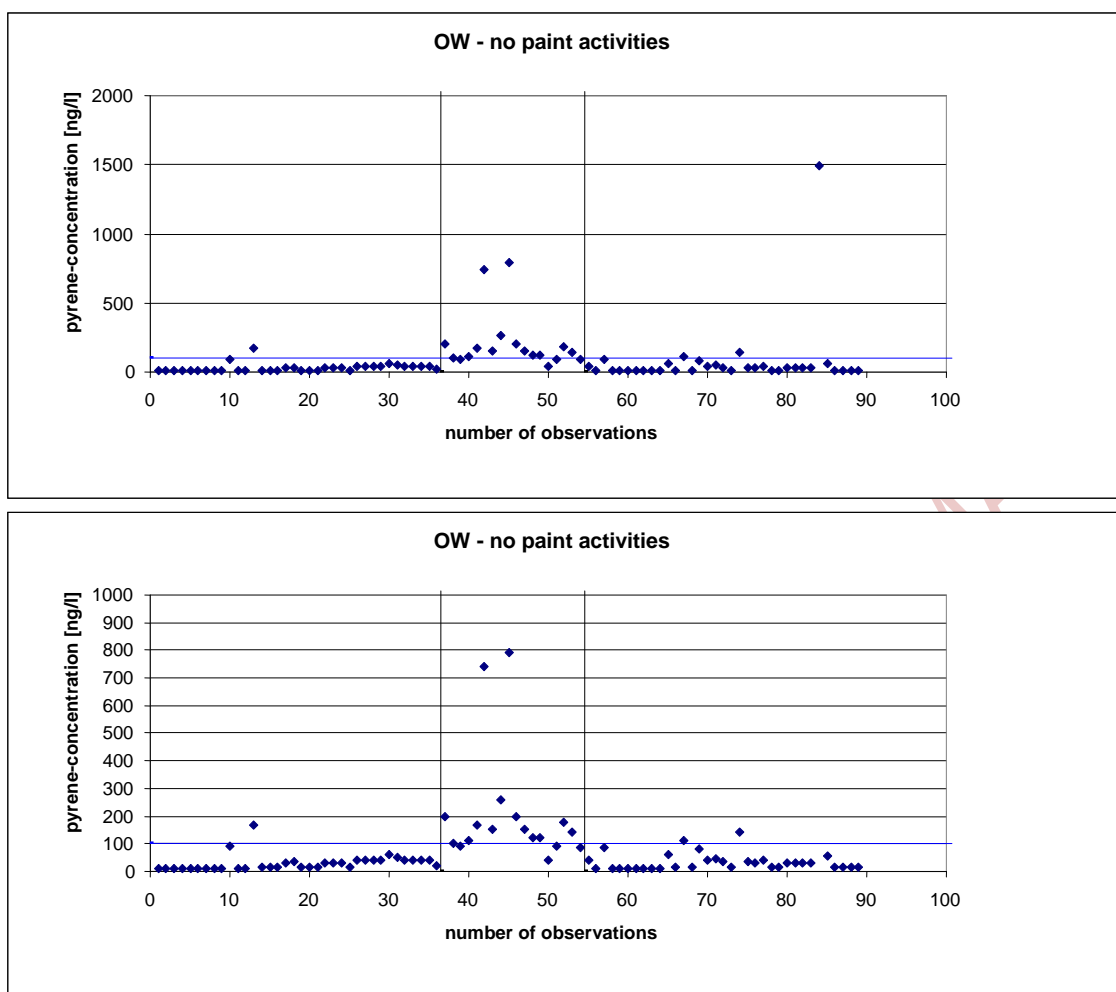 OW - no paint activities
pyrene-concentration [ng/l]
2000
1500
1000
500
0
0 10 20 30 40 50 60 70 80 90 100
number of observations
OW - no paint activities
pyrene-concentration [ng/l]
1000
900
800
700
600
500
400
300
200
100
0
0 10 20 30 40 50 60 70 80 90 100
number of observations